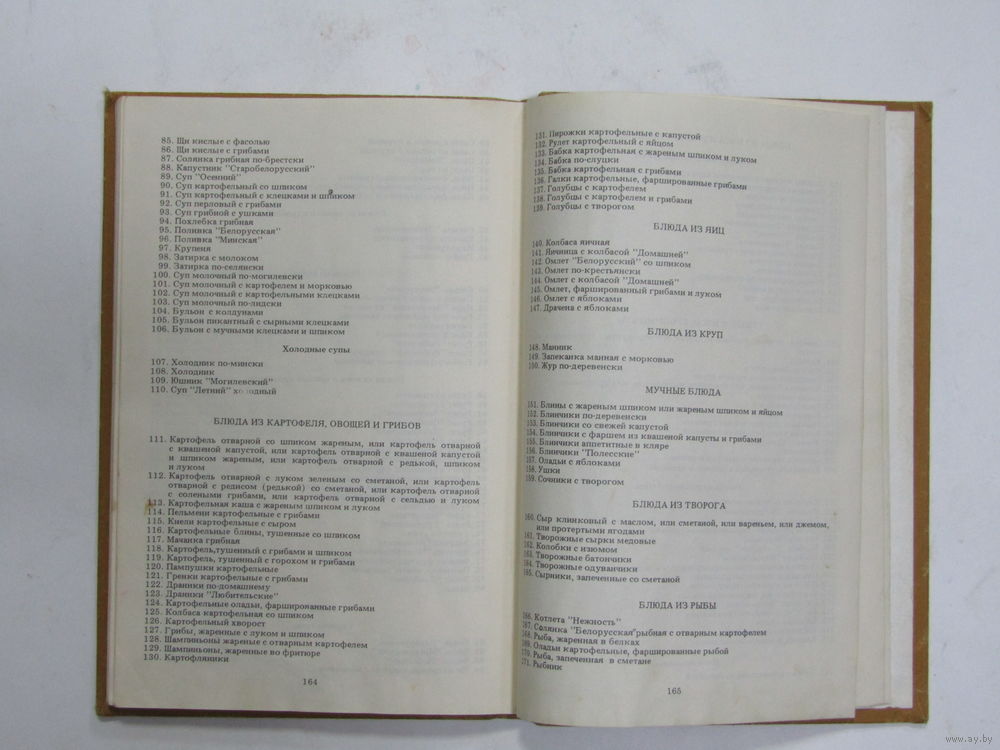 85. Щи кислые с фасолью
86. Щи кислые с грибами
87. Солянка грибная по-брестски
88. Капустник "Старобелорусский"
89. Суп "Осенний"
90. Суп картофельный со шпиком
91. Суп картофельный с клецками и шпиком
92. Суп перловый с грибами
93. Суп грибной с ушками
94. Похлебка грибная
95. Поливка "Белорусская"
96. Поливка "Минская"
97. Крупеня
98. Затирка с молоком
99. Затирка по-селянски
100. Суп молочный по-могилевски
101. Суп молочный с картофелем и морковью
102. Суп молочный с картофельными клецками
103. Суп молочный по-лидски
104. Бульон с колдунами
105. Бульон пикантный с сырными клецками
106. Бульон с мучными клецками и шпиком
Холодные супы
107. Холодник по-мински
108. Холодник
109. Юшник "Могилевский"
110. Суп "Летний" холодный
БЛЮДА ИЗ КАРТОФЕЛЯ, ОВОЩЕЙ И ГРИБОВ
111. Картофель отварной со шпиком жареным, или картофель отварной
с квашеной капустой, или картофель отварной с квашеной капустой
и шпиком жареным, или картофель отварной с редькой, шпиком
и луком
112. Картофель отварной с луком зеленым со сметаной, или картофель
отварной с редисом (редькой) со сметаной, или картофель отварной
с солеными грибами, или картофель отварной с сельдью и луком
113. Картофельная каша с жареным шпиком и луком
114. Пельмени картофельные с грибами
115. Кнели картофельные с сыром
116. Картофельные блины, тушенные со шпиком
117. Мачанка грибная
118. Картофель,тушенный с грибами и шпиком
119. Картофель, тушенный с горохом и грибами
120. Пампушки картофельные
121. Гренки картофельные с грибами
122. Драники по-домашнему
123. Драники "Любительские"
124. Картофельные оладьи, фаршированные грибами
125. Колбаса картофельная со шпиком
126. Картофельный хворост
127. Грибы, жаренные с луком и шпиком
128. Шампиньоны жареные с отварным картофелем
129. Шампиньоны, жаренные во фритюре
130. Картофляники
164
131. Пирожки картофельные с капустой
132. Рулет картофельный с яйцом
133. Бабка картофельная с жареным шпиком и луком
134. Бабка по-слуцки
135. Бабка картофельная с грибами
136. Галки картофельные, фаршированные грибами
137. Голубцы с картофелем
138. Голубцы с картофелем и грибами
139. Голубцы с творогом
БЛЮДА ИЗ ЯИЦ
140. Колбаса яичная
141. Яичница с колбасой "Домашней"
142. Омлет "Белорусский" со шпиком
143. Омлет по-крестьянски
144. Омлет с колбасой "Домашней"
145. Омлет, фаршированный грибами и луком
146. Омлет с яблоками
147. Драчена с яблоками
БЛЮДА ИЗ КРУП
148. Манник
149. Запеканка манная с морковью
150. Жур по-деревенски
МУЧНЫЕ БЛЮДА
151. Блины с жареным шпиком или жареным шпиком и яйцом
152. Блинчики по-деревенски
153. Блинчики со свежей капустой
154. Блинчики с фаршем из квашеной капусты и грибами
155. Блинчики аппетитные в кляре
156. Блинчики "Полесские"
157. Оладьи с яблоками
158. Ушки
159. Сочники с творогом
БЛЮДА ИЗ ТВОРОГА
160. Сыр клинковый с маслом, или сметаной, или вареньем, или джемом,
или протертыми ягодами
161. Творожные сырки медовые
162. Колобки с изюмом
163. Творожные батончики
164. Творожные одуванчики
165. Сырники, запеченные со сметаной
БЛЮДА ИЗ РЫБЫ
166. Котлета "Нежность"
167. Солянка "Белорусская"рыбная с отварным картофелем
168. Рыба, жаренная в белках
169. Оладьи картофельные, фаршированные рыбой
170. Рыба, запеченная в сметане
171. Рыбник
165
www.ay.by